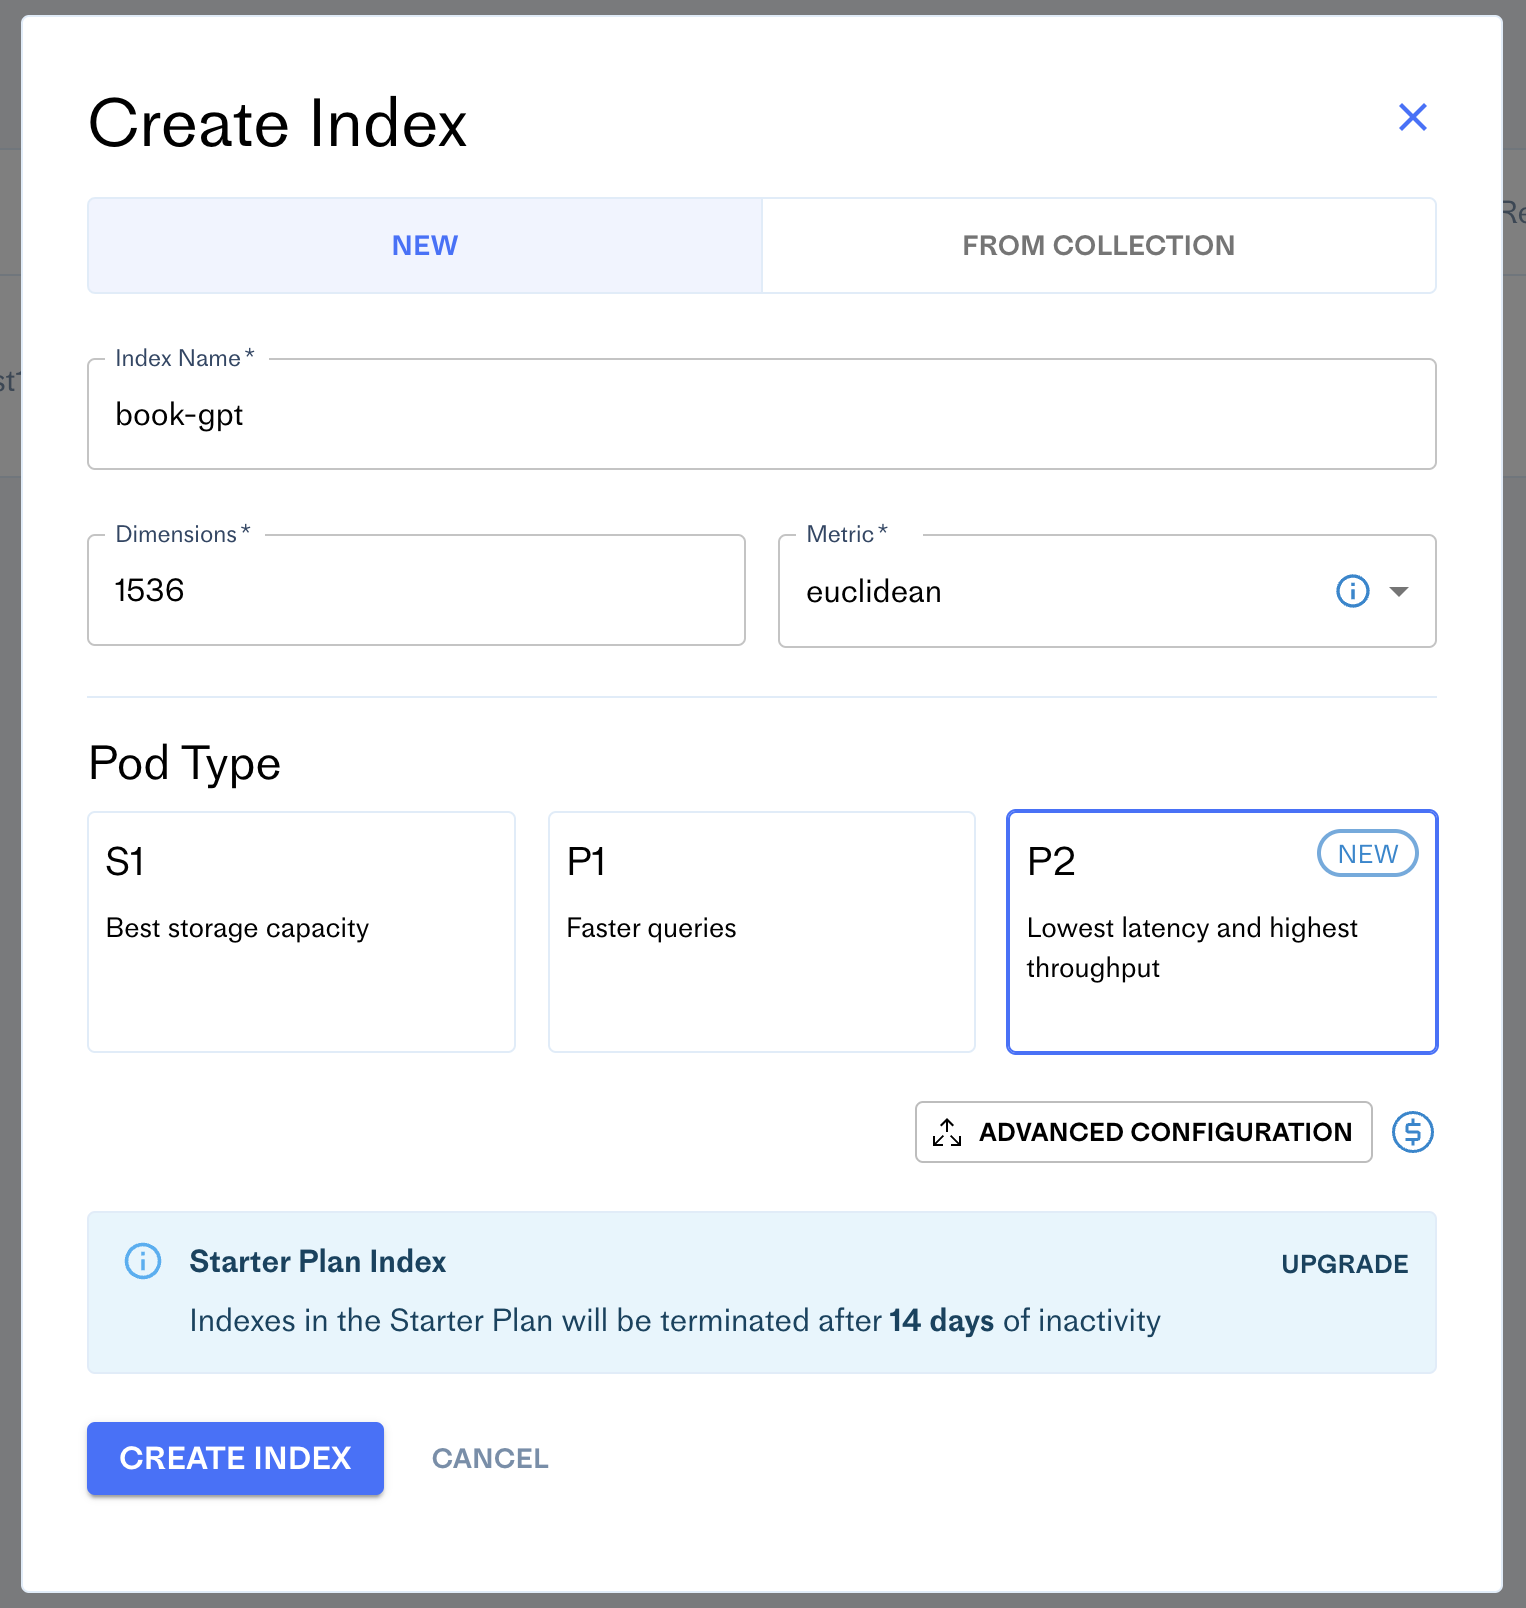 Create Index
NEW
FROM COLLECTION
Index Name *
book-gpt
Dimensions *
1536
Metric *
euclidean
Pod Type
S1
Best storage capacity
P1
Faster queries
P2
NEW
Lowest latency and highest
throughput
ADVANCED CONFIGURATION
Starter Plan Index
UPGRADE
Indexes in the Starter Plan will be terminated after 14 days of inactivity
CREATE INDEX
CANCEL